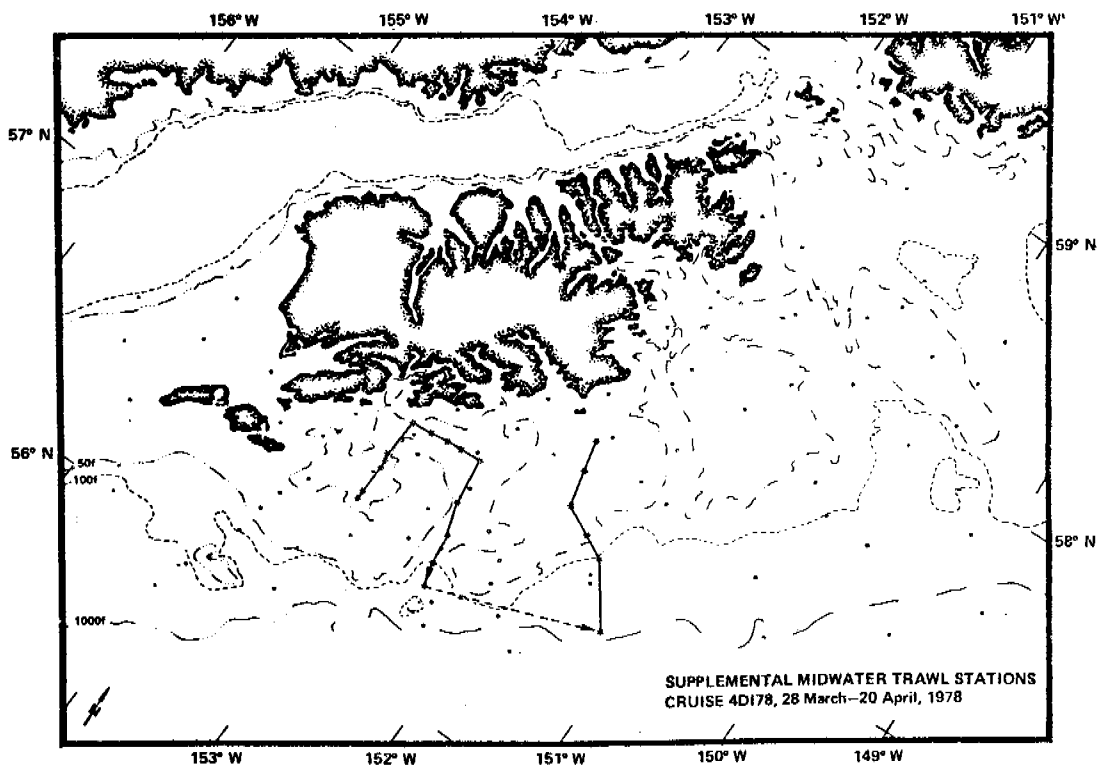 156° W 155° W 154° W 153° W 152° W 151° W
57° N
59° N
56° N
50f
100f
58° N
1000f
SUPPLEMENTAL MIDWATER TRAWL STATIONS
CRUISE 4DI78, 28 March–20 April, 1978
N
153° W 152° W 151° W 150° W 149° W